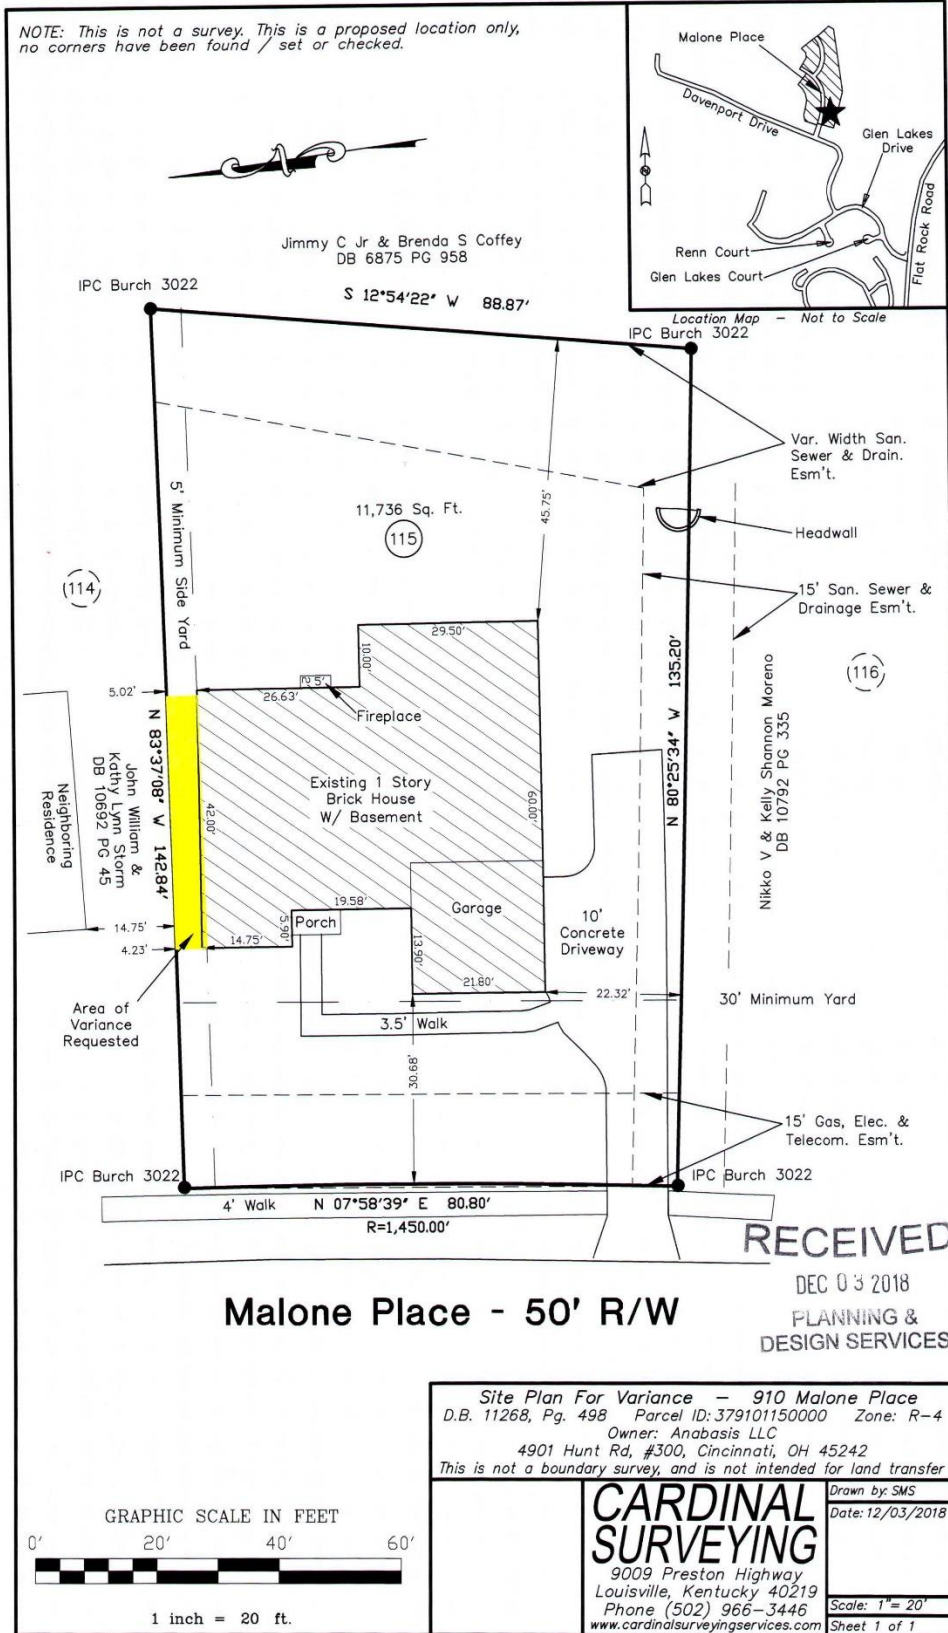 NOTE: This is not a survey. This is a proposed location only,
no corners have been found / set or checked.
Malone Place
Davenport Drive
Glen Lakes
Drive
Flat Rock Road
N
Renn Court
Glen Lakes Court
Location Map - Not to Scale
N
Jimmy C Jr & Brenda S Coffey
DB 6875 PG 958
IPC Burch 3022
S 12°54'22" W 88.87'
IPC Burch 3022
Var. Width San.
Sewer & Drain.
Esm't.
45.75'
5' Minimum Side Yard
11,736 Sq. Ft.
115
Headwall
114
15' San. Sewer &
Drainage Esm't.
29.50'
10.00'
116
N 80°25'34" W 135.20'
Nikko V & Kelly Shannon Moreno
DB 10792 PG 335
5.02'
26.63'
2.5'
Fireplace
N 83°37'08" W 142.84'
John William &
Kathy Lynn Storm
DB 10692 PG 45
Neighboring
Residence
Existing 1 Story
Brick House
W/ Basement
42.00'
60.00'
19.58'
Garage
Porch
5.90'
14.75'
14.75'
4.23'
13.90'
10'
Concrete
Driveway
21.80'
22.32'
30' Minimum Yard
Area of
Variance
Requested
3.5' Walk
30.68'
15' Gas, Elec. &
Telecom. Esm't.
IPC Burch 3022
IPC Burch 3022
4' Walk N 07°58'39" E 80.80'
R=1,450.00'
RECEIVED
DEC 03 2018
PLANNING &
DESIGN SERVICES
Malone Place - 50' R/W
Site Plan For Variance - 910 Malone Place
D.B. 11268, Pg. 498 Parcel ID: 379101150000 Zone: R-4
Owner: Anabasis LLC
4901 Hunt Rd, #300, Cincinnati, OH 45242
This is not a boundary survey, and is not intended for land transfer
GRAPHIC SCALE IN FEET
0' 20' 40' 60'
1 inch = 20 ft.
CARDINAL
SURVEYING
9009 Preston Highway
Louisville, Kentucky 40219
Phone (502) 966-3446
www.cardinalsurveyingservices.com
Drawn by: SMS
Date: 12/03/2018
Scale: 1"= 20'
Sheet 1 of 1